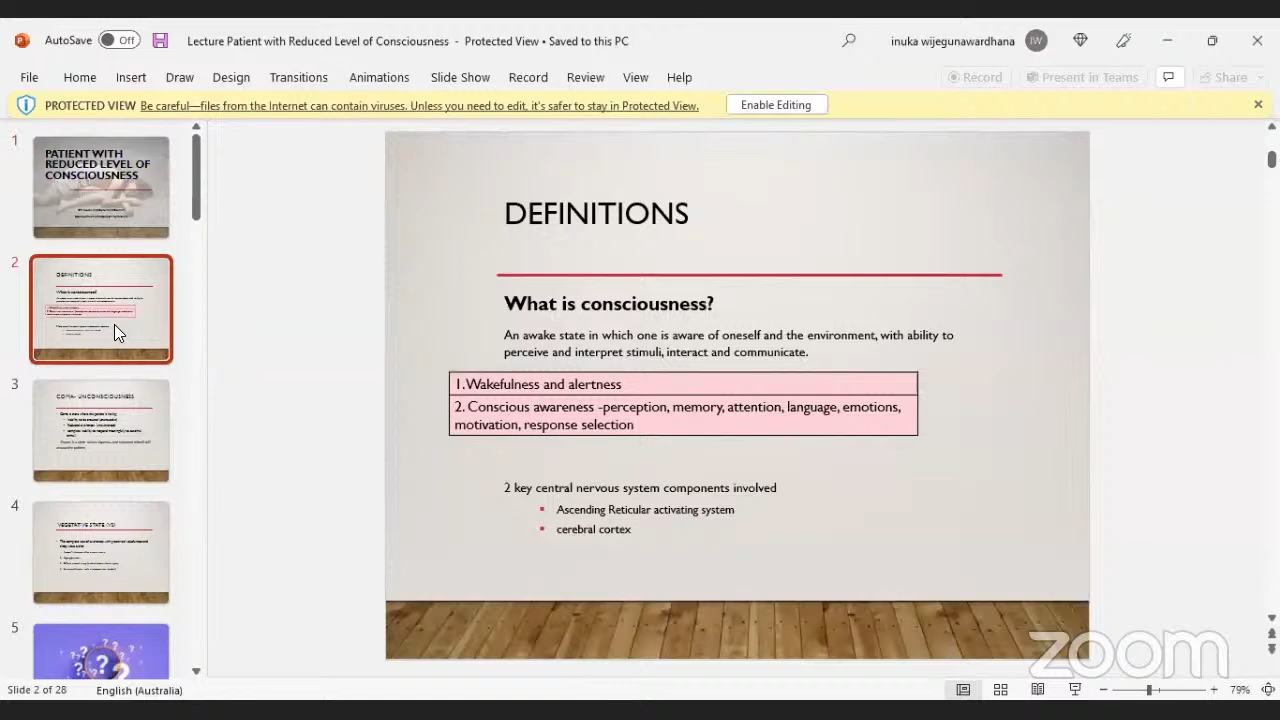 AutoSave Off Lecture Patient with Reduced Level of Consciousness - Protected View • Saved to this PC inuka wijegunawardhana IW
File Home Insert Draw Design Transitions Animations Slide Show Record Review View Help Record Present in Teams Share
PROTECTED VIEW Be careful—files from the Internet can contain viruses. Unless you need to edit, it's safer to stay in Protected View. Enable Editing
1
PATIENT WITH
REDUCED LEVEL OF
CONSCIOUSNESS
2
DEFINITIONS
What is consciousness?
3
COMA- UNCONSCIOUSNESS
4
VEGETATIVE STATE (VS)
5
DEFINITIONS
What is consciousness?
An awake state in which one is aware of oneself and the environment, with ability to
perceive and interpret stimuli, interact and communicate.
1. Wakefulness and alertness
2. Conscious awareness -perception, memory, attention, language, emotions,
motivation, response selection
2 key central nervous system components involved
Ascending Reticular activating system
cerebral cortex
zoom
Slide 2 of 28 English (Australia) 79%